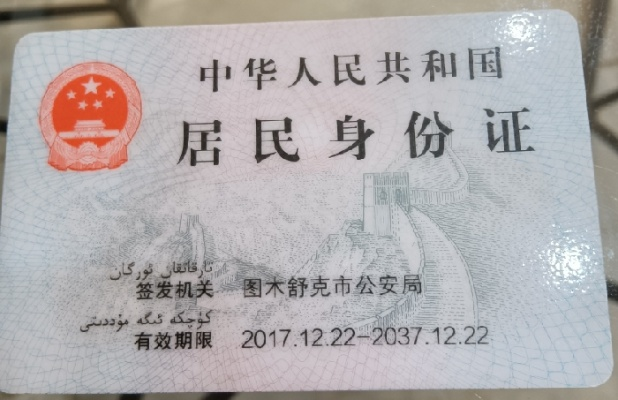 中华人民共和国
居民身份证
تارقاتقان ئورگان
签发机关 图木舒克市公安局
كۈچكە ئىگە مۇددىتى
有效期限 2017.12.22-2037.12.22